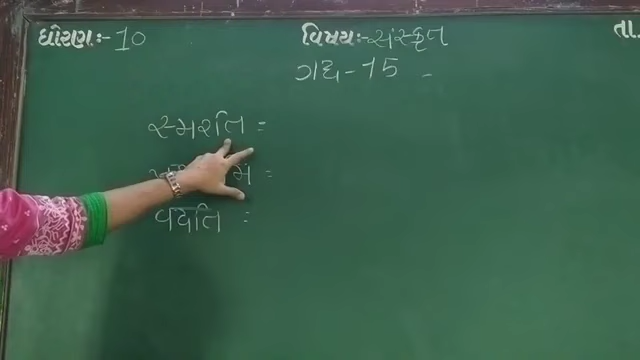 ધોરણ:- 10
વિષય:- સંસ્કૃત
તા.
ગદ્ય - 15 -
સ્મરતિ =
=
વદતિ =